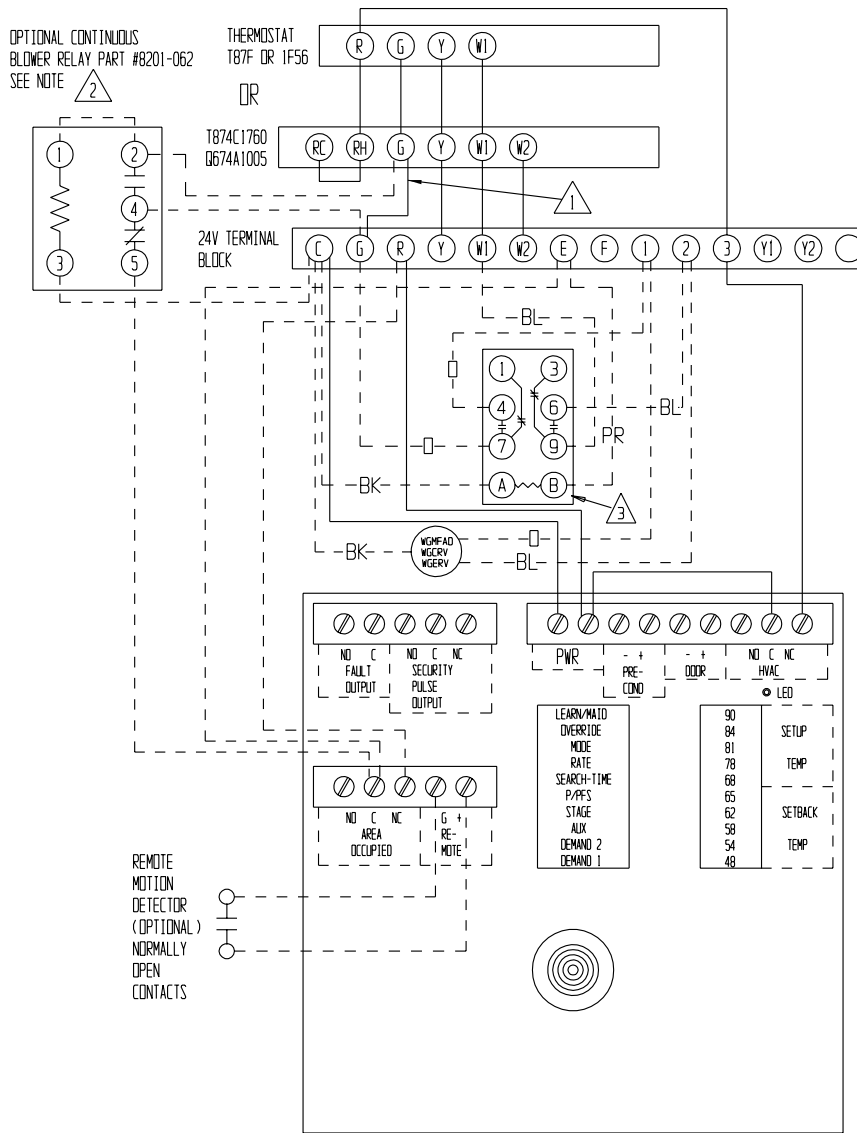 OPTIONAL CONTINUOUS
BLOWER RELAY PART #8201-062
SEE NOTE 2
THERMOSTAT
T87F OR 1F56
R G Y W1
OR
T874C1760
Q674A1005
RC RH G Y W1 W2
1 2
4
3 5
1
24V TERMINAL
BLOCK
C G R Y W1 W2 E F 1 2 3 Y1 Y2
BL
1 3
4 6
BL
7 9
PR
BK
A B
3
BK
WGMFAD
WGCRV
WGERV
BL
NO C NO C NC
FAULT
OUTPUT
SECURITY
PULSE
OUTPUT
PWR - + - + NO C NC
PRE-
COND
DOOR HVAC
LED
LEARN/MAID
OVERRIDE
MODE
RATE
SEARCH-TIME
P/PFS
STAGE
AUX
DEMAND 2
DEMAND 1
90
84 SETUP
81
78 TEMP
68
65
62 SETBACK
58
54 TEMP
48
NO C NC G +
AREA
OCCUPIED
RE-
MOTE
REMOTE
MOTION
DETECTOR
(OPTIONAL)
NORMALLY
OPEN
CONTACTS